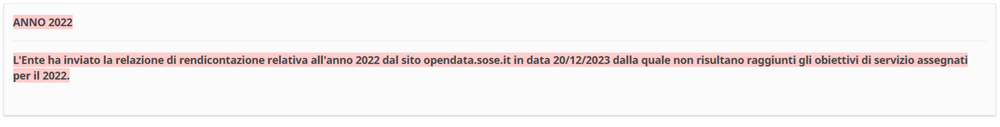 ANNO 2022
L'Ente ha inviato la relazione di rendicontazione relativa all'anno 2022 dal sito opendata.sose.it in data 20/12/2023 dalla quale non risultano raggiunti gli obiettivi di servizio assegnati
per il 2022.